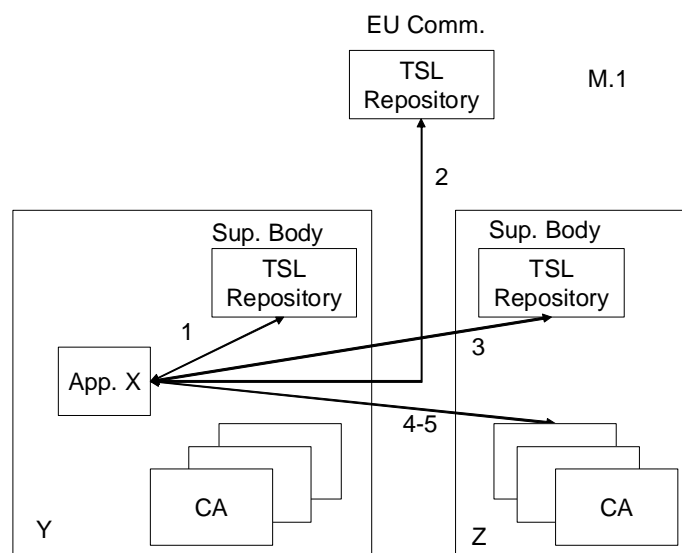 EU Comm.
TSL
Repository
M.1
2
Sup. Body
TSL
Repository
Sup. Body
TSL
Repository
1
3
App. X
4-5
CA
CA
Y
Z